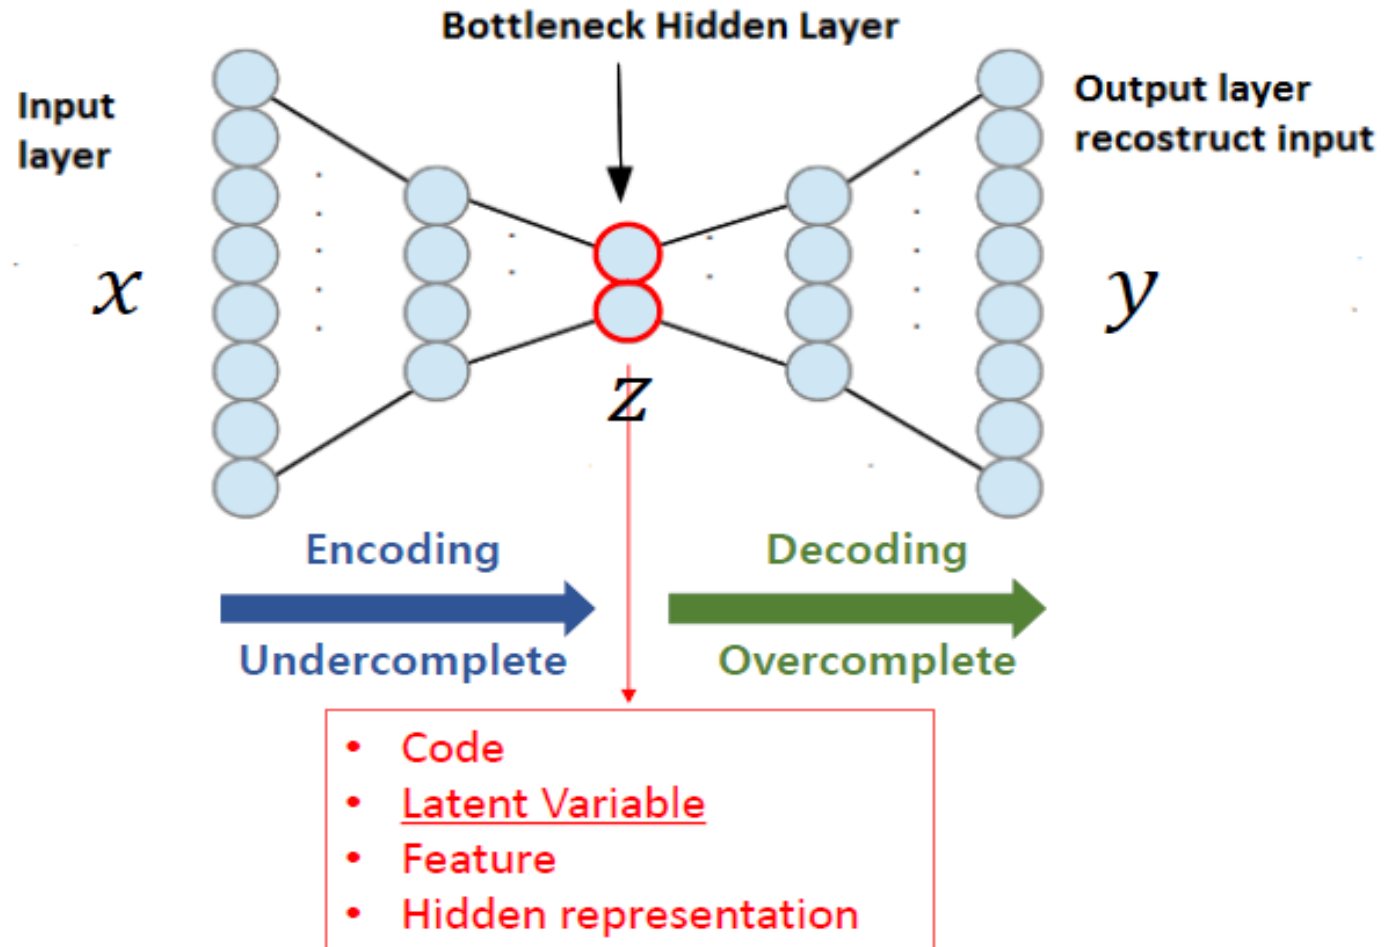 Bottleneck Hidden Layer
Input
layer
Output layer
recostruct input
x
y
z
Encoding
Undercomplete
Decoding
Overcomplete
• Code
• Latent Variable
• Feature
• Hidden representation